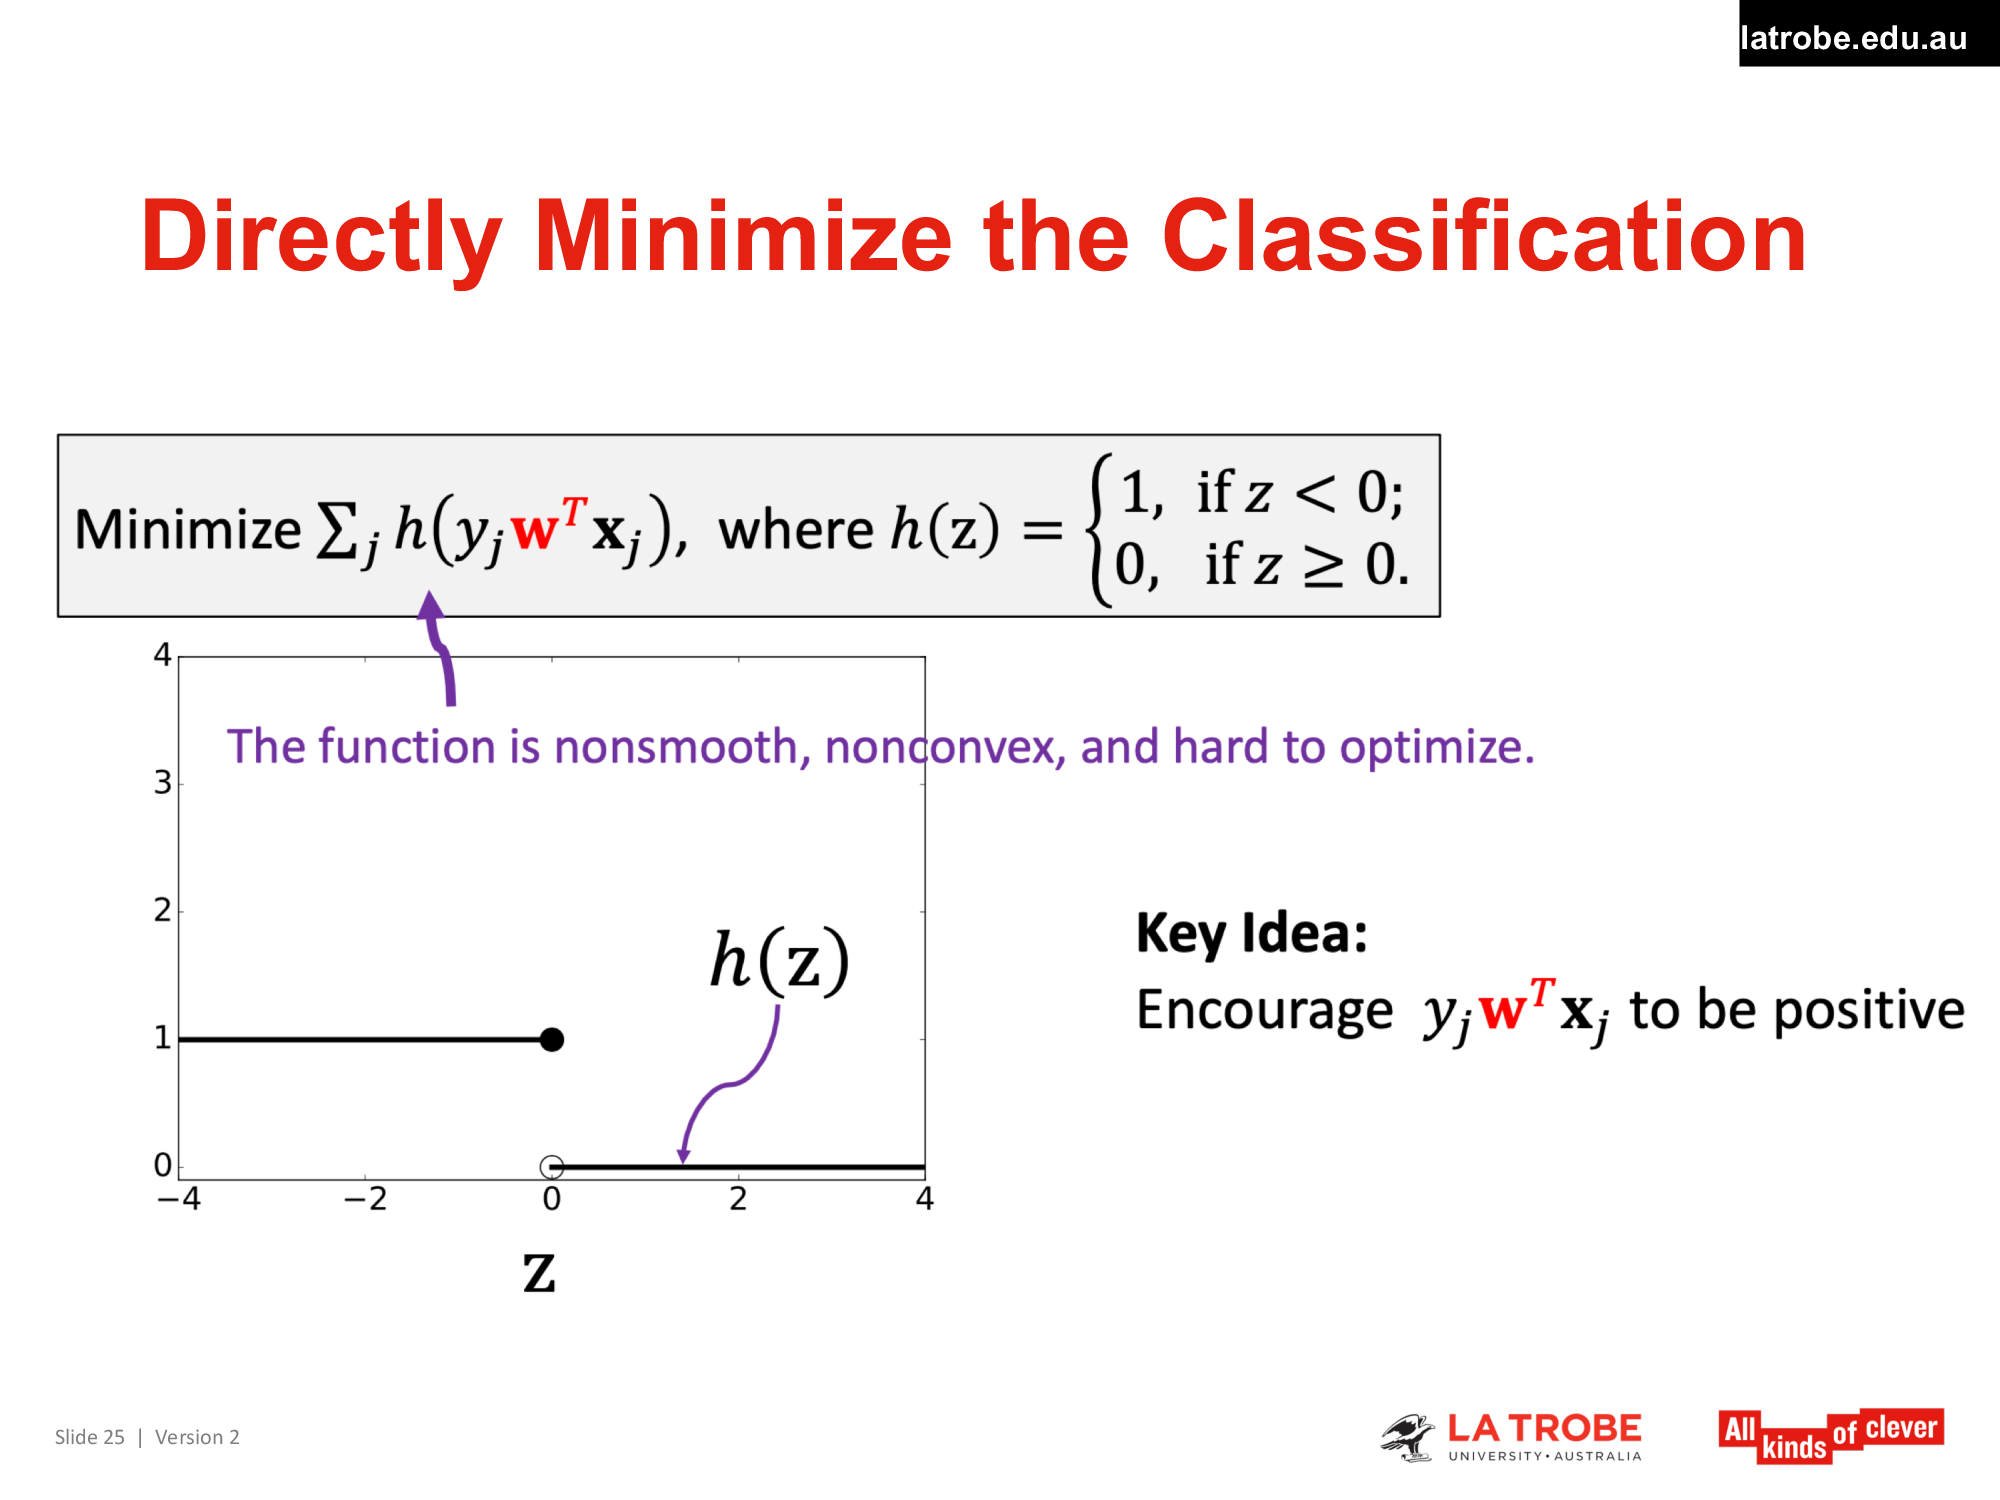 latrobe.edu.au
Directly Minimize the Classification
Minimize ∑ⱼ h(yⱼwᵀxⱼ), where h(z) = {1, if z < 0; 0, if z ≥ 0.
The function is nonsmooth, nonconvex, and hard to optimize.
4
3
2
1
0
h(z)
−4 −2 0 2 4
z
Key Idea:
Encourage yⱼwᵀxⱼ to be positive
Slide 25 | Version 2
LA TROBE
UNIVERSITY • AUSTRALIA
All kinds of clever